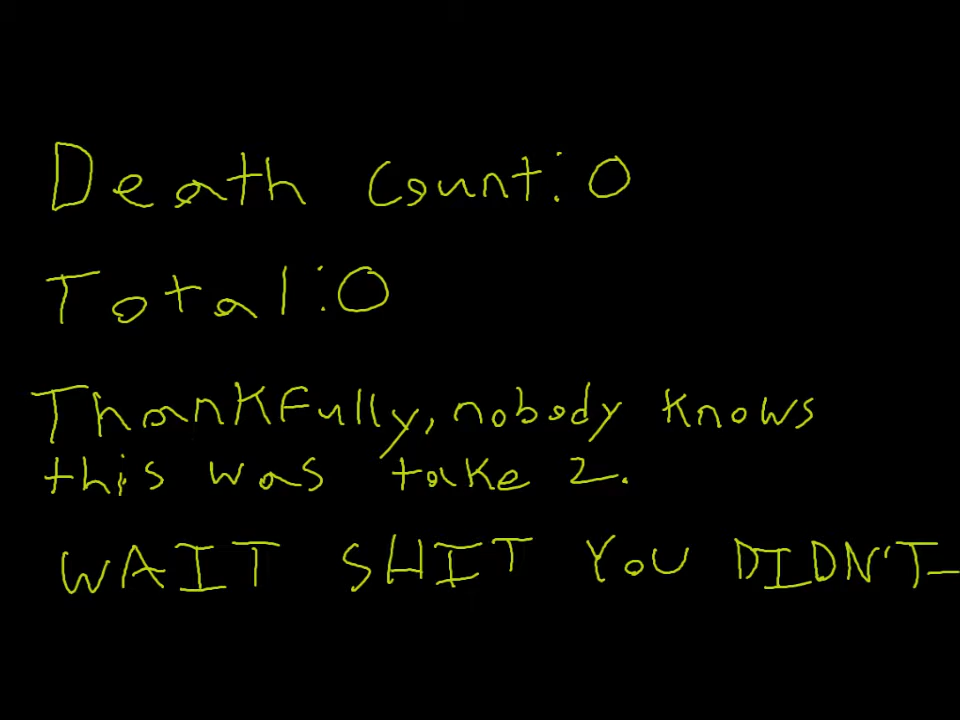 Death Count: 0
Total: 0
Thankfully, nobody knows
this was take 2.
WAIT SHIT YOU DIDN'T-